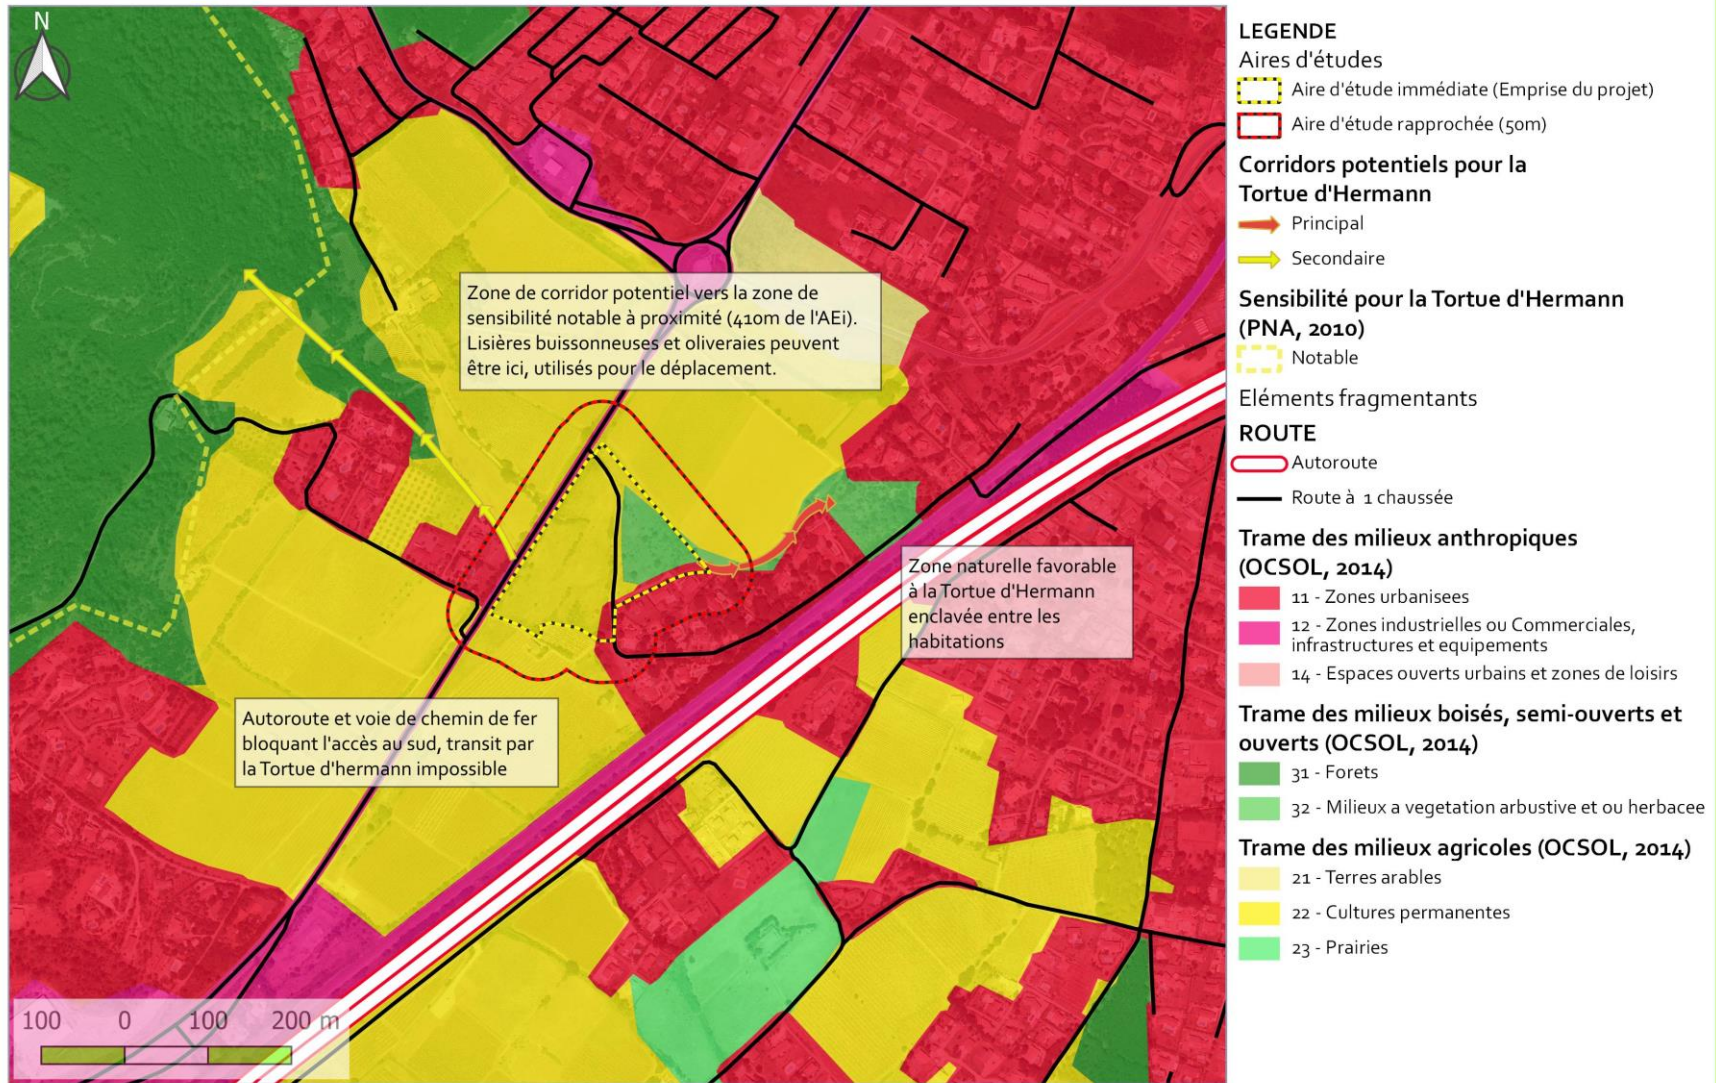 N
Zone de corridor potentiel vers la zone de
sensibilité notable à proximité (410m de l'AEi).
Lisières buissonneuses et oliveraies peuvent
être ici, utilisés pour le déplacement.
Zone naturelle favorable
à la Tortue d'Hermann
enclavée entre les
habitations
Autoroute et voie de chemin de fer
bloquant l'accès au sud, transit par
la Tortue d'hermann impossible
100 0 100 200 m
LEGENDE
Aires d'études
Aire d'étude immédiate (Emprise du projet)
Aire d'étude rapprochée (50m)
Corridors potentiels pour la
Tortue d'Hermann
Principal
Secondaire
Sensibilité pour la Tortue d'Hermann
(PNA, 2010)
Notable
Eléments fragmentants
ROUTE
Autoroute
Route à 1 chaussée
Trame des milieux anthropiques
(OCSOL, 2014)
11 - Zones urbanisees
12 - Zones industrielles ou Commerciales,
infrastructures et equipements
14 - Espaces ouverts urbains et zones de loisirs
Trame des milieux boisés, semi-ouverts et
ouverts (OCSOL, 2014)
31 - Forets
32 - Milieux a vegetation arbustive et ou herbacee
Trame des milieux agricoles (OCSOL, 2014)
21 - Terres arables
22 - Cultures permanentes
23 - Prairies